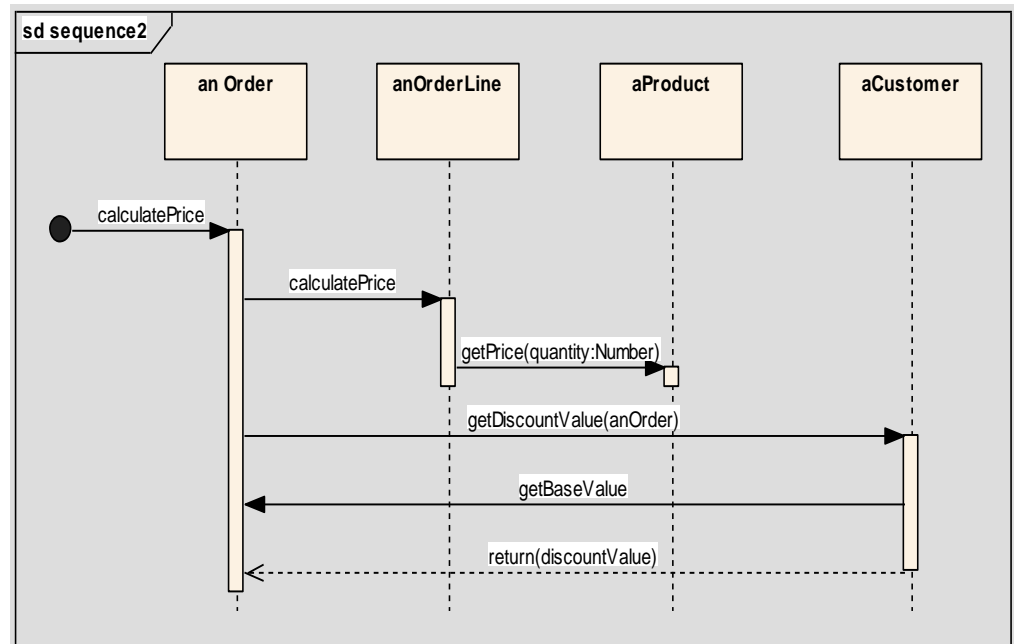 sd sequence2
an Order
anOrderLine
aProduct
aCustomer
calculatePrice
calculatePrice
getPrice(quantity:Number)
getDiscountValue(anOrder)
getBaseValue
return(discountValue)